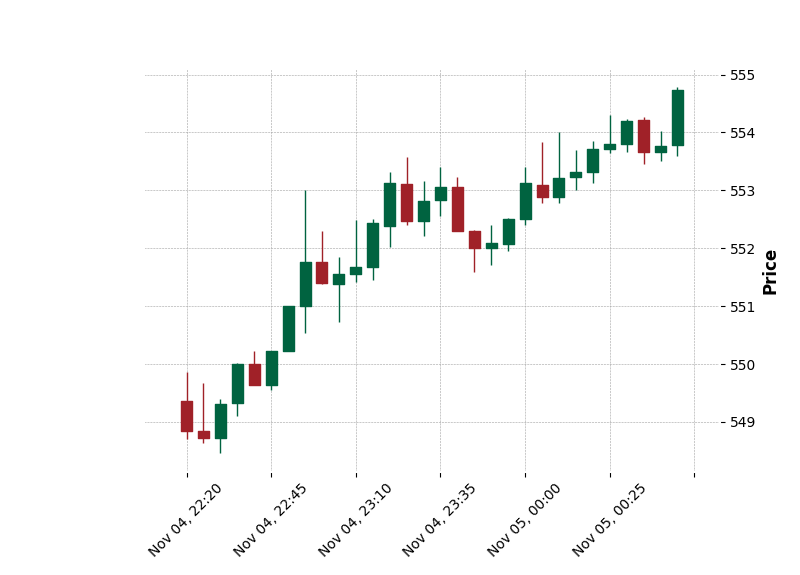 555
554
553
552
551
550
549
Price
Nov 04, 22:20
Nov 04, 22:45
Nov 04, 23:10
Nov 04, 23:35
Nov 05, 00:00
Nov 05, 00:25